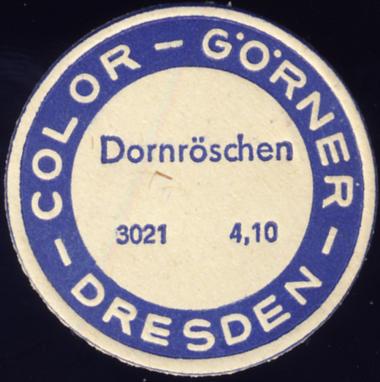 COLOR – GÖRNER – DRESDEN –
Dornröschen
3021 4,10